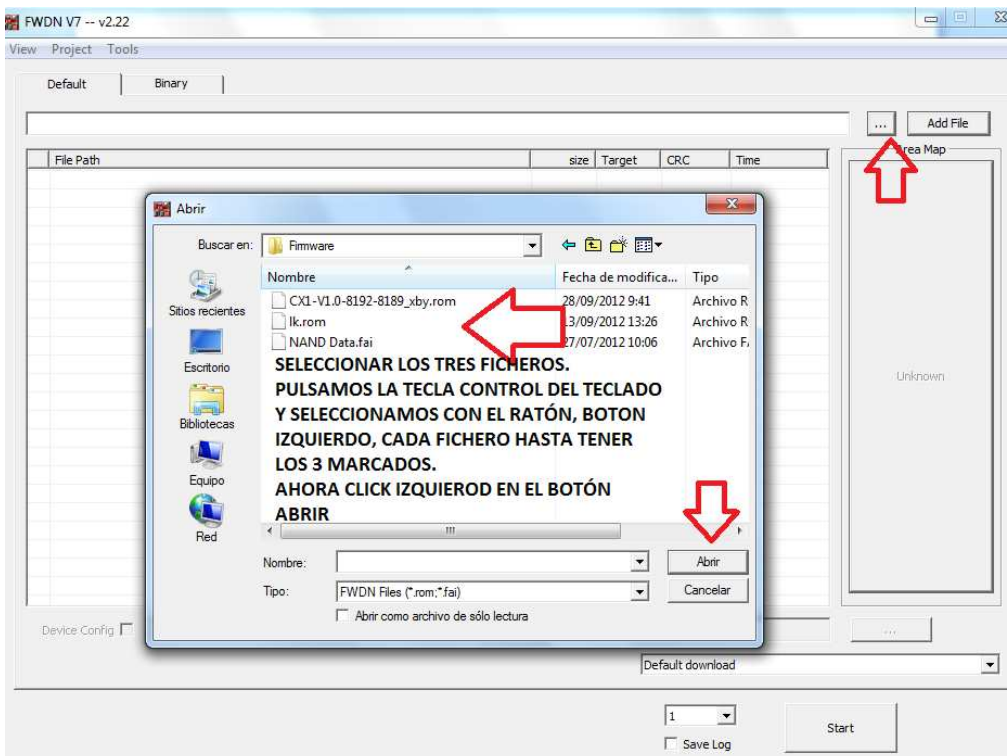 FWDN V7 -- v2.22
View Project Tools
Default Binary
... Add File
File Path size Target CRC Time Area Map
Abrir
Buscar en: Firmware
Nombre Fecha de modifica... Tipo
Sitios recientes
Escritorio
Bibliotecas
Equipo
Red
CX1-V1.0-8192-8189_xby.rom 28/09/2012 9:41 Archivo R
lk.rom 13/09/2012 13:26 Archivo R
NAND Data.fai 27/07/2012 10:06 Archivo F
SELECCIONAR LOS TRES FICHEROS.
PULSAMOS LA TECLA CONTROL DEL TECLADO
Y SELECCIONAMOS CON EL RATÓN, BOTON
IZQUIERDO, CADA FICHERO HASTA TENER
LOS 3 MARCADOS.
AHORA CLICK IZQUIEROD EN EL BOTÓN
ABRIR
Unknown
Nombre: Abrir
Tipo: FWDN Files (*.rom;*.fai) Cancelar
Abrir como archivo de sólo lectura
Device Config ...
Default download
1
Save Log
Start